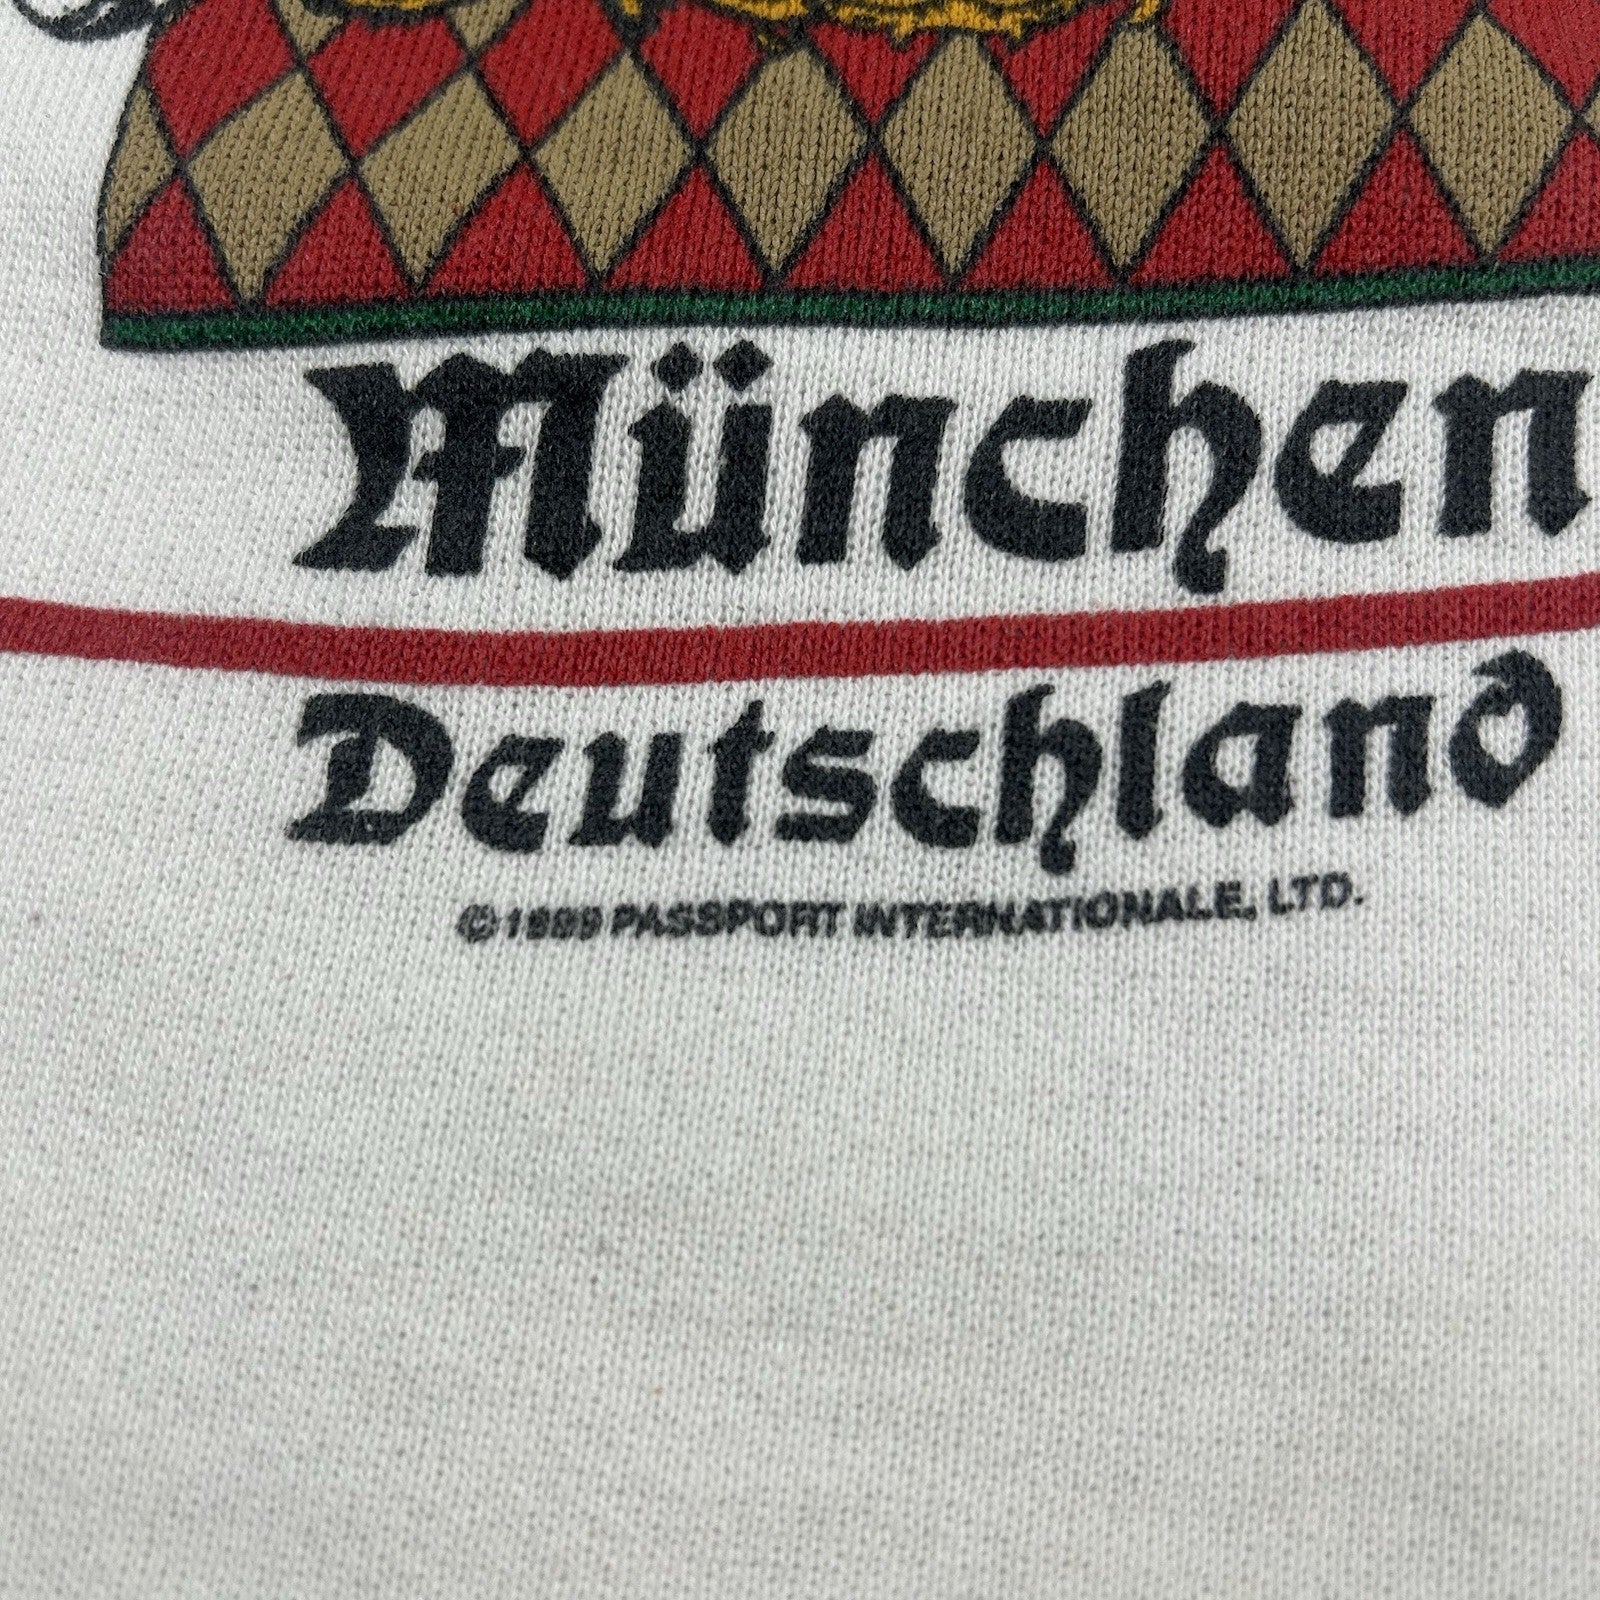 München
Deutschland
©1989 PASSPORT INTERNATIONALE, LTD.